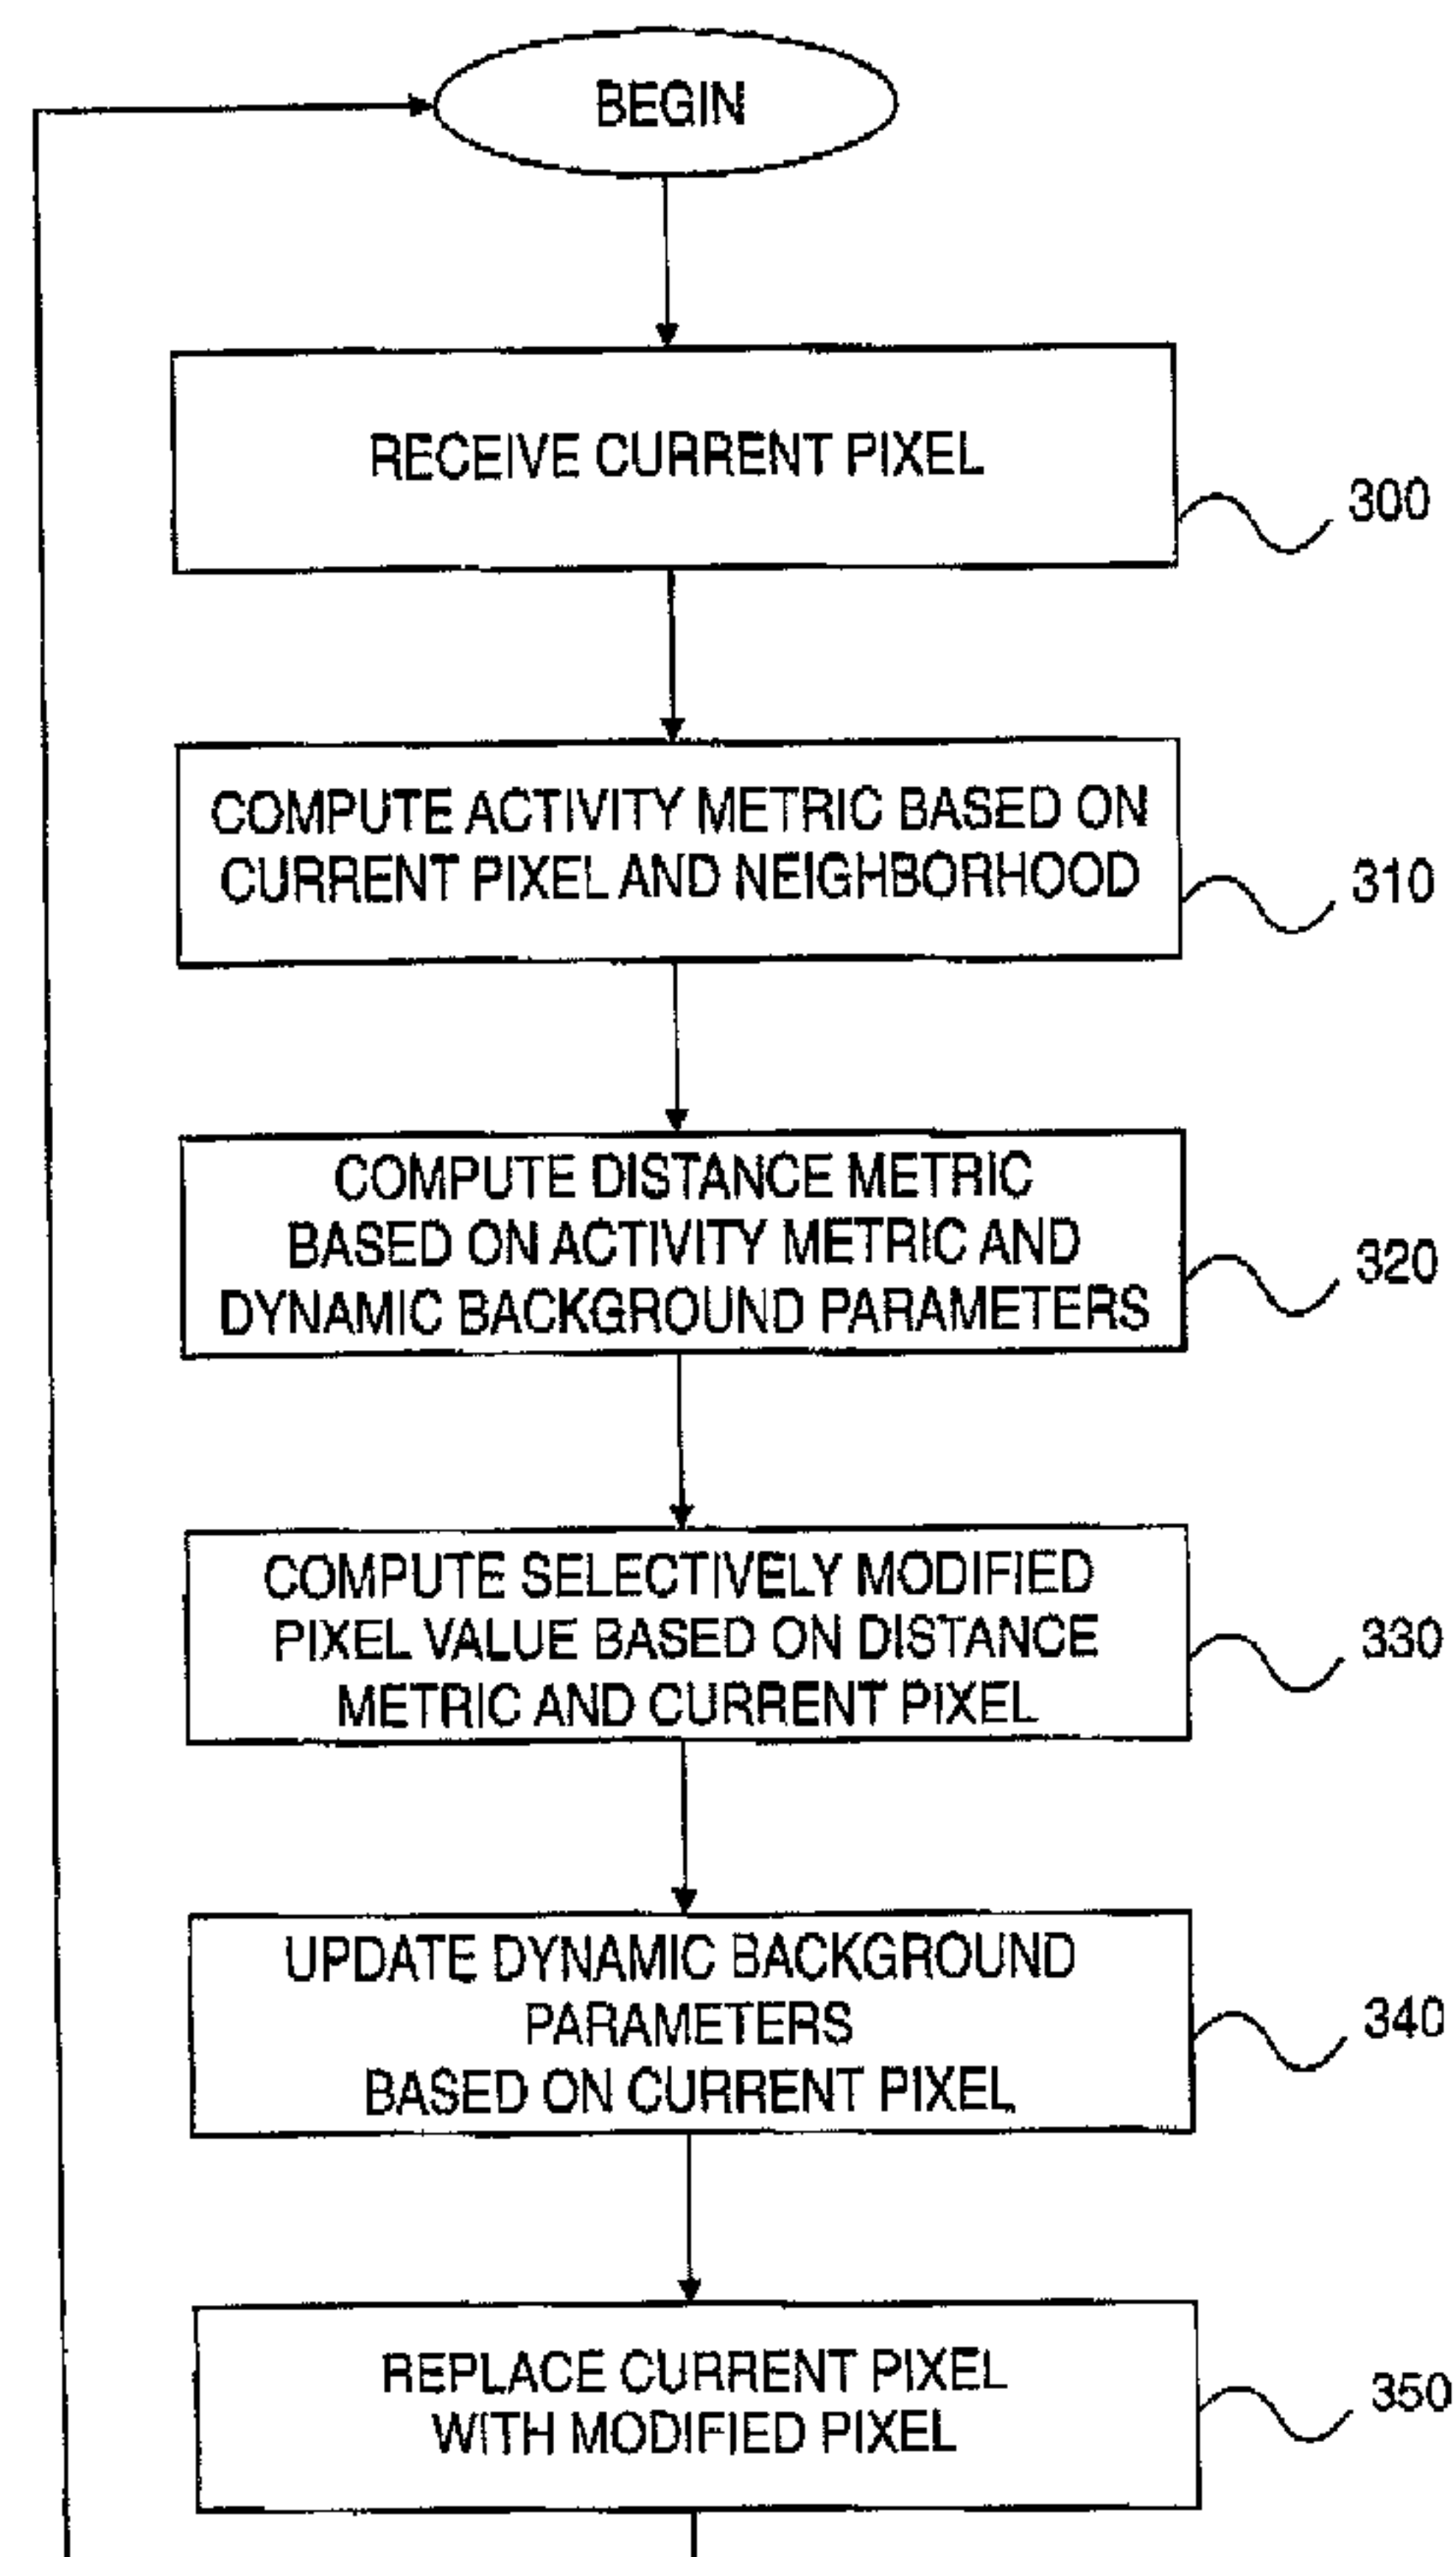 BEGIN
RECEIVE CURRENT PIXEL
300
COMPUTE ACTIVITY METRIC BASED ON
CURRENT PIXEL AND NEIGHBORHOOD
310
COMPUTE DISTANCE METRIC
BASED ON ACTIVITY METRIC AND
DYNAMIC BACKGROUND PARAMETERS
320
COMPUTE SELECTIVELY MODIFIED
PIXEL VALUE BASED ON DISTANCE
METRIC AND CURRENT PIXEL
330
UPDATE DYNAMIC BACKGROUND
PARAMETERS
BASED ON CURRENT PIXEL
340
REPLACE CURRENT PIXEL
WITH MODIFIED PIXEL
350